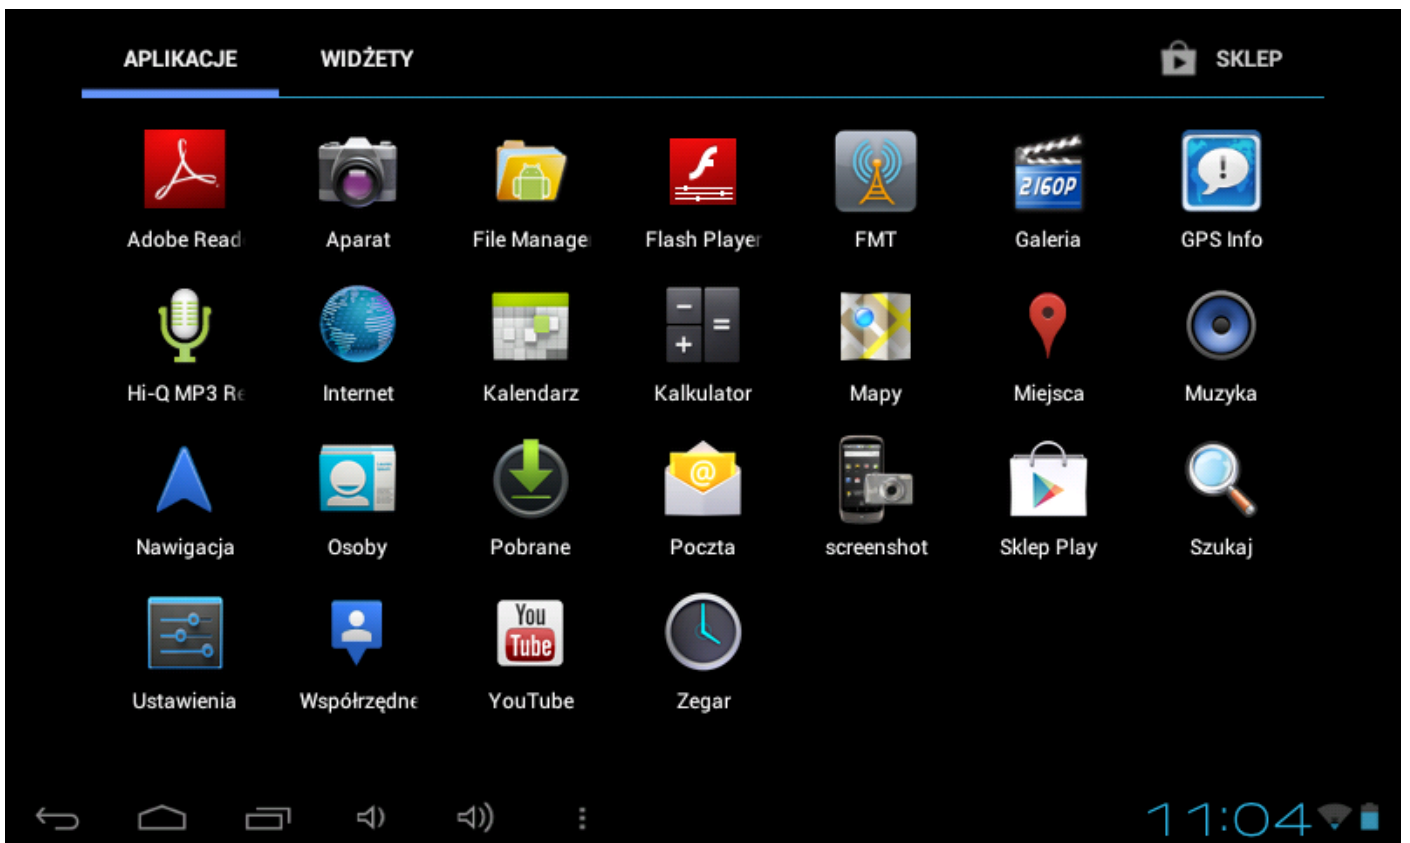 APLIKACJE WIDŻETY SKLEP
2160P
Adobe Read Aparat File Manage Flash Player FMT Galeria GPS Info
Hi-Q MP3 Re Internet Kalendarz Kalkulator Mapy Miejsca Muzyka
@
Nawigacja Osoby Pobrane Poczta screenshot Sklep Play Szukaj
You
Tube
Ustawienia Współrzędne YouTube Zegar
11:04